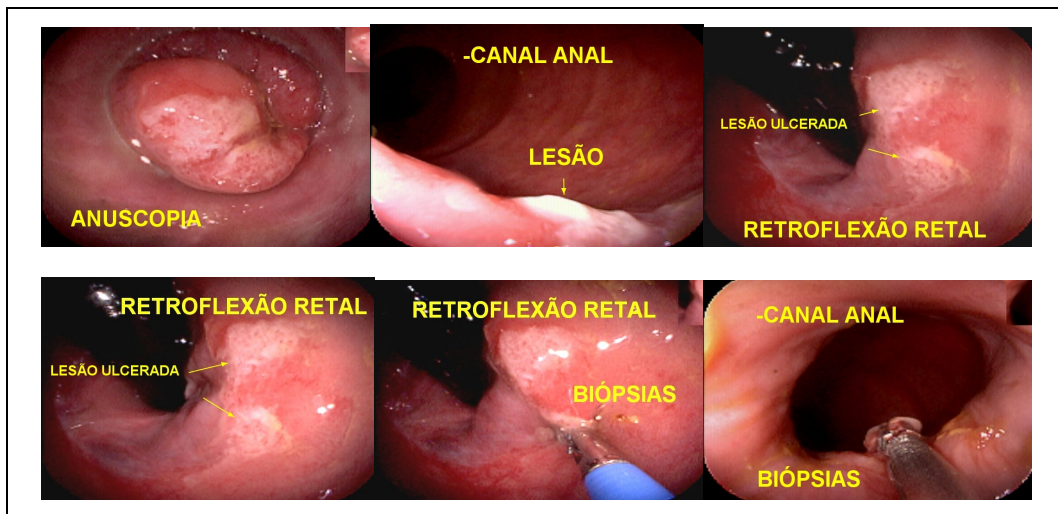 ANUSCOPIA
-CANAL ANAL
LESÃO
LESÃO ULCERADA
RETROFLEXÃO RETAL
RETROFLEXÃO RETAL
LESÃO ULCERADA
RETROFLEXÃO RETAL
BIÓPSIAS
-CANAL ANAL
BIÓPSIAS